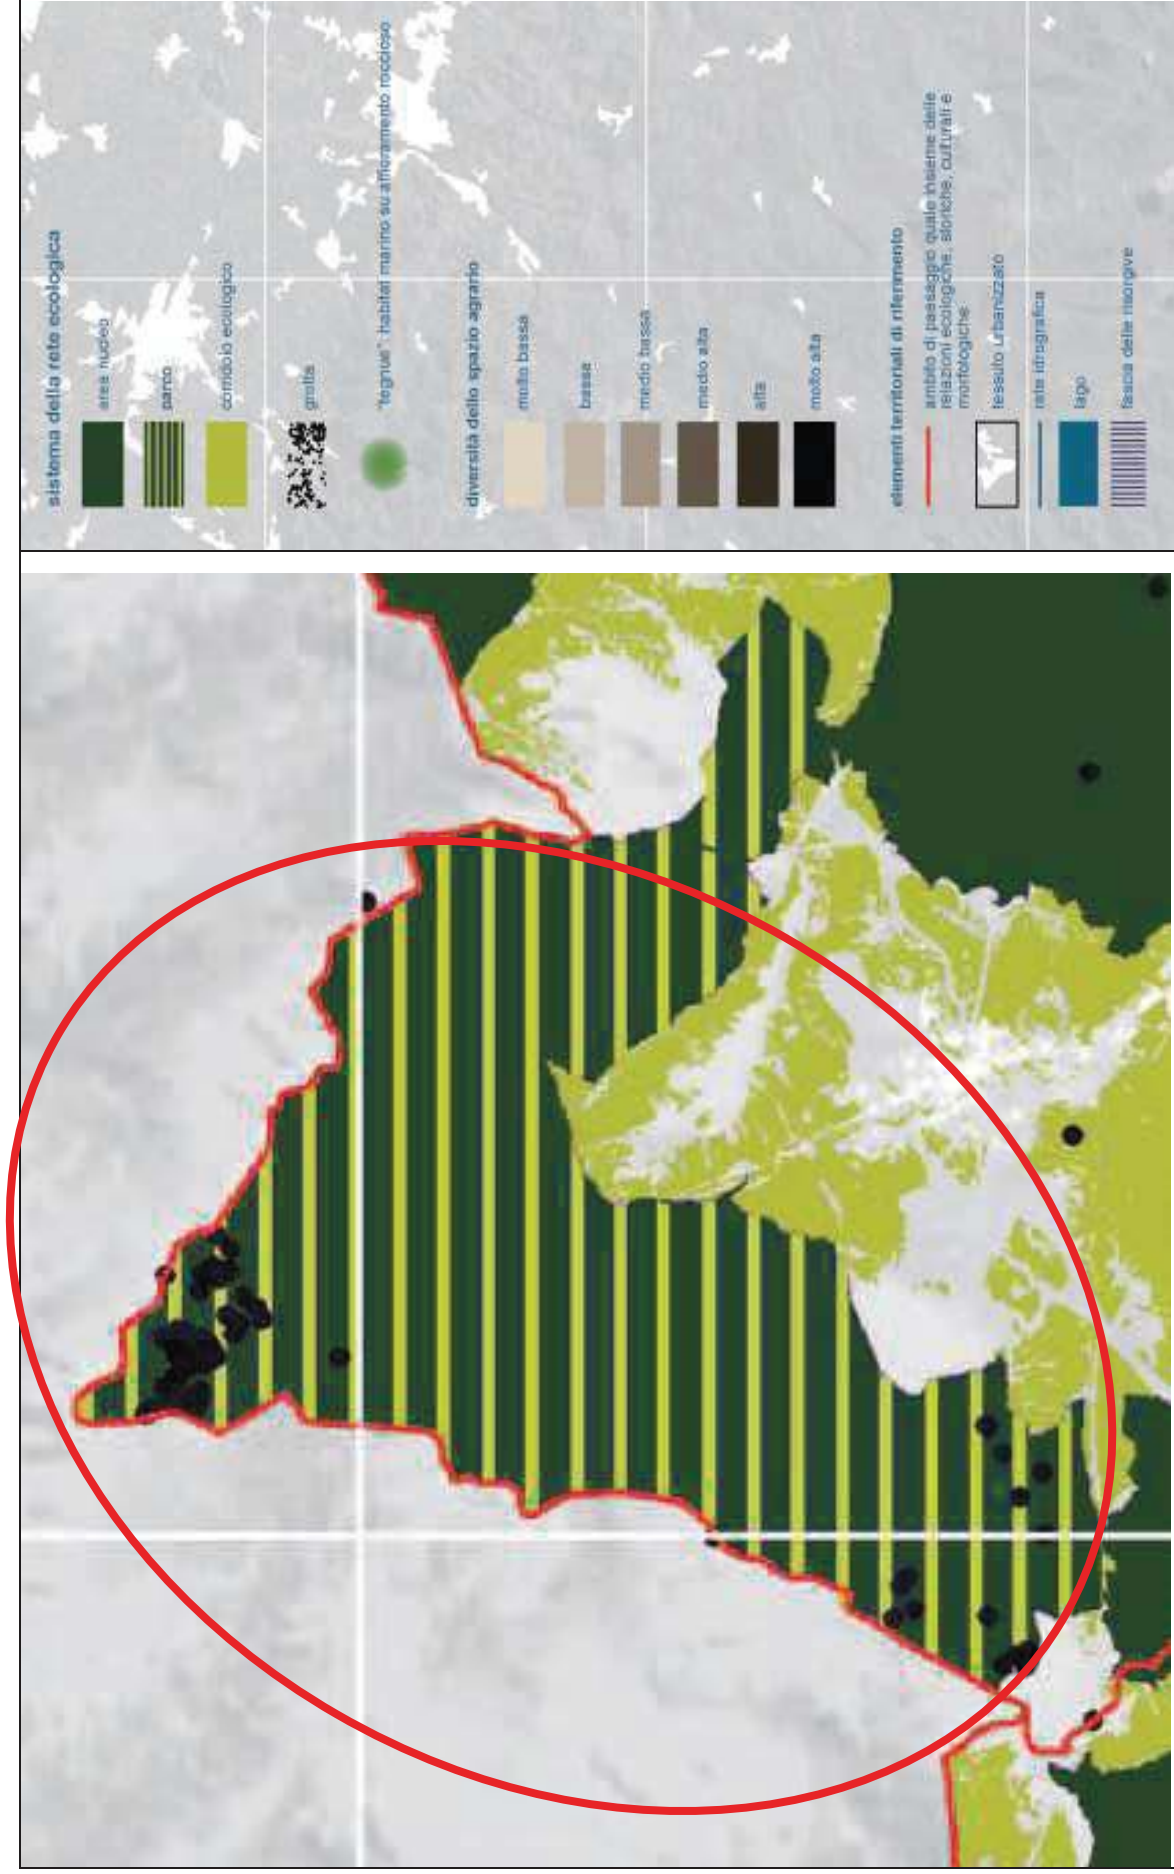 sistema della rete ecologica
area nucleo
parco
corridoio ecologico
grotta
"tegnue": habitat marino su affioramento roccioso
diversità dello spazio agrario
molto bassa
bassa
medio bassa
medio alta
alta
molto alta
elementi territoriali di riferimento
ambito di paesaggio quale insieme delle
relazioni ecologiche, storiche, culturali e
morfologiche
tessuto urbanizzato
rete idrografica
lago
fascia delle risorgive